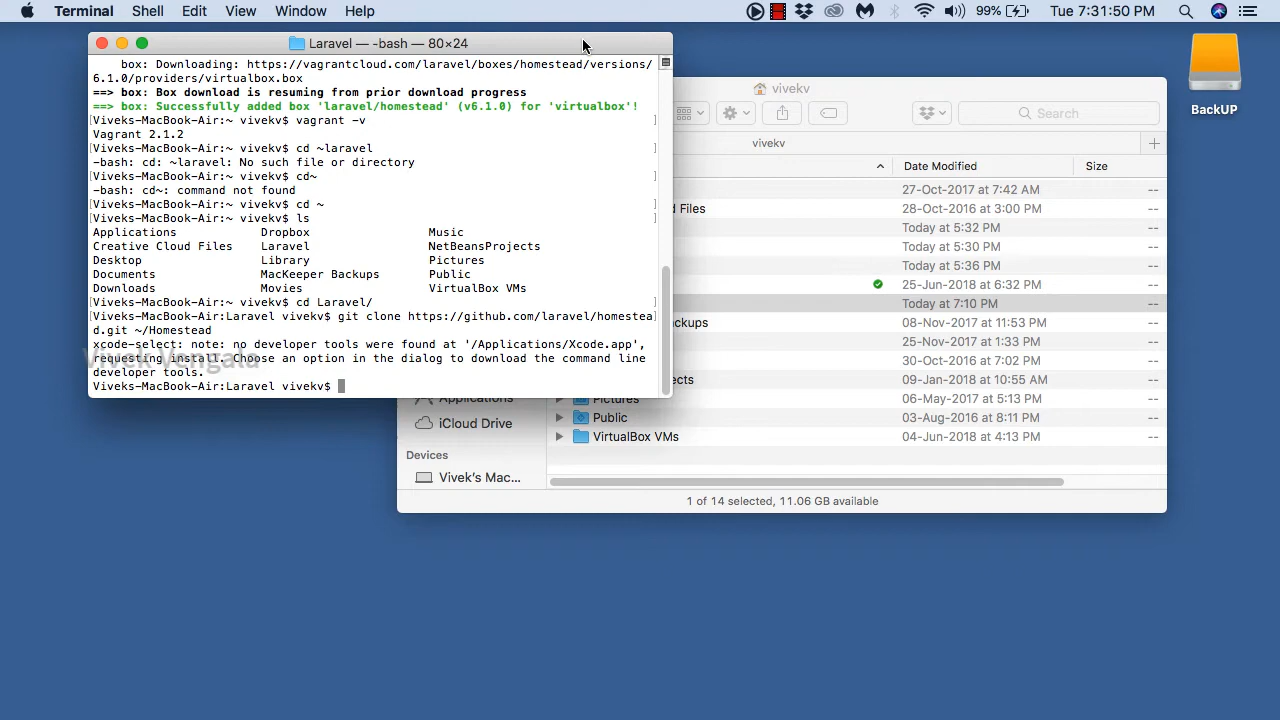 Terminal Shell Edit View Window Help 99% Tue 7:31:50 PM
Laravel — -bash — 80×24
box: Downloading: https://vagrantcloud.com/laravel/boxes/homestead/versions/
6.1.0/providers/virtualbox.box
==> box: Box download is resuming from prior download progress
==> box: Successfully added box 'laravel/homestead' (v6.1.0) for 'virtualbox'!
[Viveks-MacBook-Air:~ vivekv$ vagrant -v ]
Vagrant 2.1.2
[Viveks-MacBook-Air:~ vivekv$ cd ~laravel ]
-bash: cd: ~laravel: No such file or directory
[Viveks-MacBook-Air:~ vivekv$ cd~ ]
-bash: cd~: command not found
[Viveks-MacBook-Air:~ vivekv$ cd ~ ]
[Viveks-MacBook-Air:~ vivekv$ ls ]
Applications Dropbox Music
Creative Cloud Files Laravel NetBeansProjects
Desktop Library Pictures
Documents MacKeeper Backups Public
Downloads Movies VirtualBox VMs
[Viveks-MacBook-Air:~ vivekv$ cd Laravel/ ]
[Viveks-MacBook-Air:Laravel vivekv$ git clone https://github.com/laravel/homestea]
d.git ~/Homestead
xcode-select: note: no developer tools were found at '/Applications/Xcode.app',
requesting install. Choose an option in the dialog to download the command line
developer tools.
Viveks-MacBook-Air:Laravel vivekv$
Vivek Vengala
vivekv
Search
vivekv
Date Modified Size
27-Oct-2017 at 7:42 AM --
d Files 28-Oct-2016 at 3:00 PM --
Today at 5:32 PM --
Today at 5:30 PM --
Today at 5:36 PM --
25-Jun-2018 at 6:32 PM --
Today at 7:10 PM --
ackups 08-Nov-2017 at 11:53 PM --
25-Nov-2017 at 1:33 PM --
30-Oct-2016 at 7:02 PM --
ects 09-Jan-2018 at 10:55 AM --
Pictures 06-May-2017 at 5:13 PM --
Public 03-Aug-2016 at 8:11 PM --
VirtualBox VMs 04-Jun-2018 at 4:13 PM --
Applications
iCloud Drive
Devices
Vivek's Mac...
1 of 14 selected, 11.06 GB available
BackUP